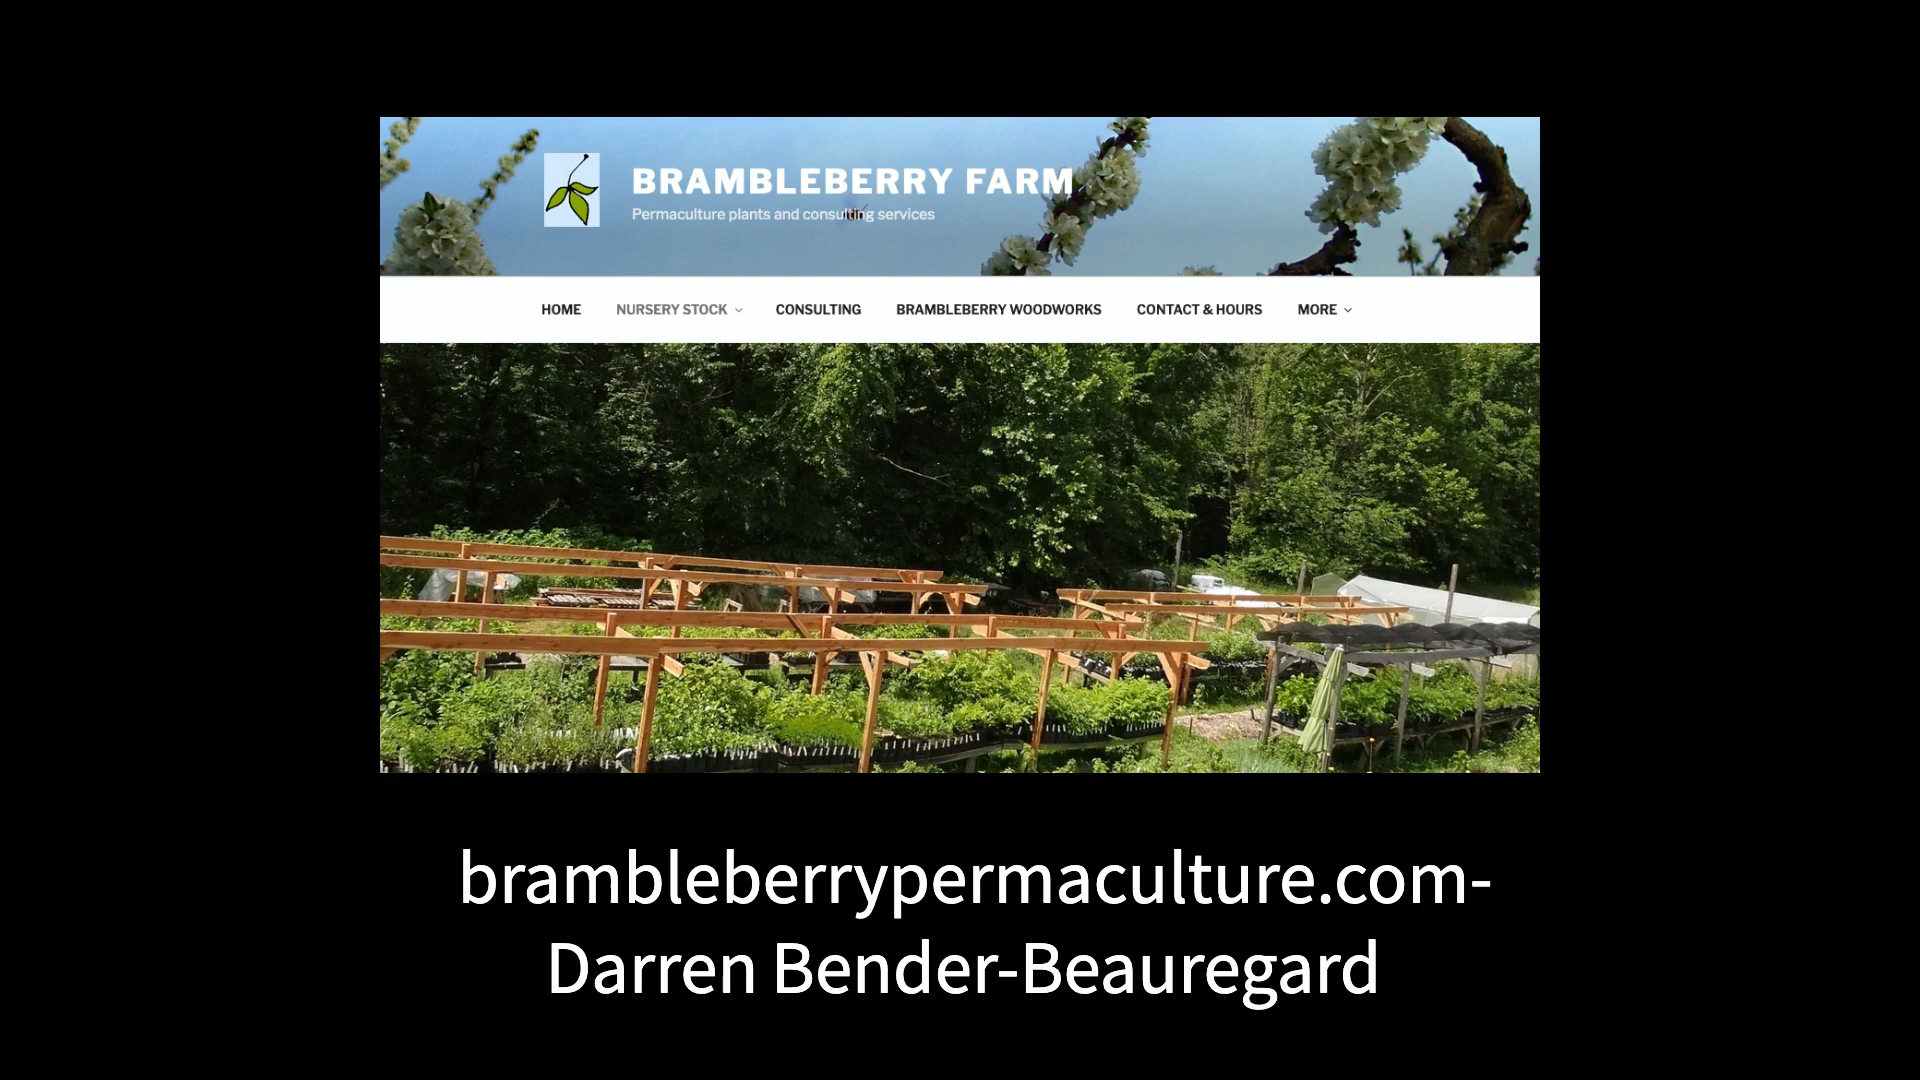 BRAMBLEBERRY FARM
Permaculture plants and consulting services
HOME NURSERY STOCK CONSULTING BRAMBLEBERRY WOODWORKS CONTACT & HOURS MORE
brambleberrypermaculture.com-
Darren Bender-Beauregard